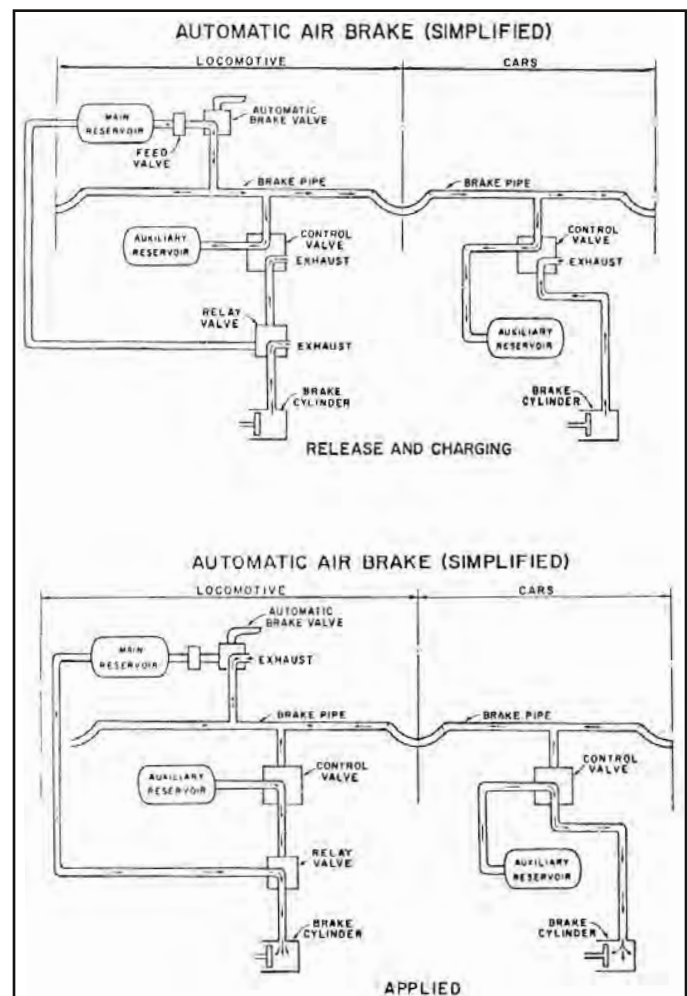 AUTOMATIC AIR BRAKE (SIMPLIFIED)
LOCOMOTIVE
CARS
MAIN
RESERVOIR
AUTOMATIC
BRAKE VALVE
FEED
VALVE
BRAKE PIPE
BRAKE PIPE
AUXILIARY
RESERVOIR
CONTROL
VALVE
EXHAUST
CONTROL
VALVE
EXHAUST
RELAY
VALVE
EXHAUST
AUXILIARY
RESERVOIR
BRAKE
CYLINDER
BRAKE
CYLINDER
RELEASE AND CHARGING
AUTOMATIC AIR BRAKE (SIMPLIFIED)
LOCOMOTIVE
CARS
AUTOMATIC
BRAKE VALVE
MAIN
RESERVOIR
EXHAUST
BRAKE PIPE
BRAKE PIPE
AUXILIARY
RESERVOIR
CONTROL
VALVE
CONTROL
VALVE
RELAY
VALVE
AUXILIARY
RESERVOIR
BRAKE
CYLINDER
BRAKE
CYLINDER
APPLIED